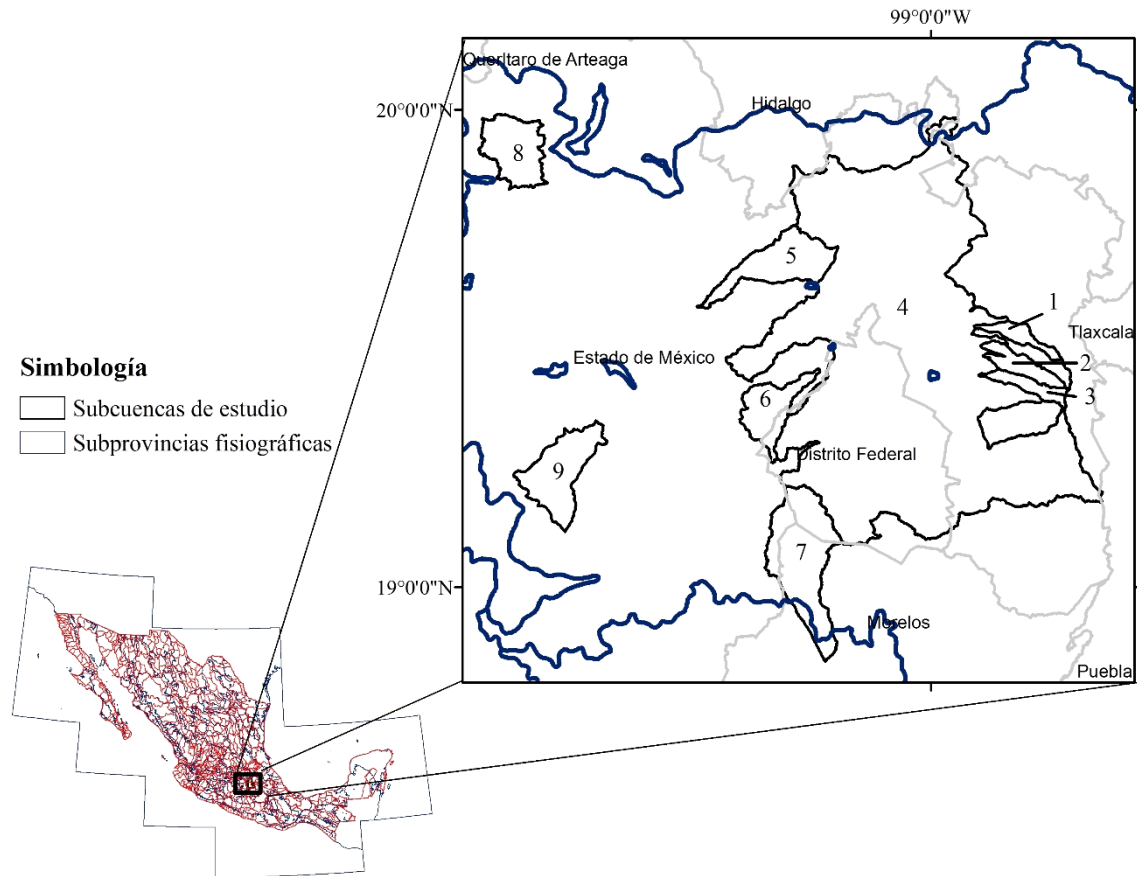 99°0'0"W
Querltaro de Arteaga
20°0'0"N
Hidalgo
8
5
1
4
Tlaxcala
Estado de México
2
3
6
Distrito Federal
9
7
19°0'0"N
Morelos
Puebla
Simbología
Subcuencas de estudio
Subprovincias fisiográficas